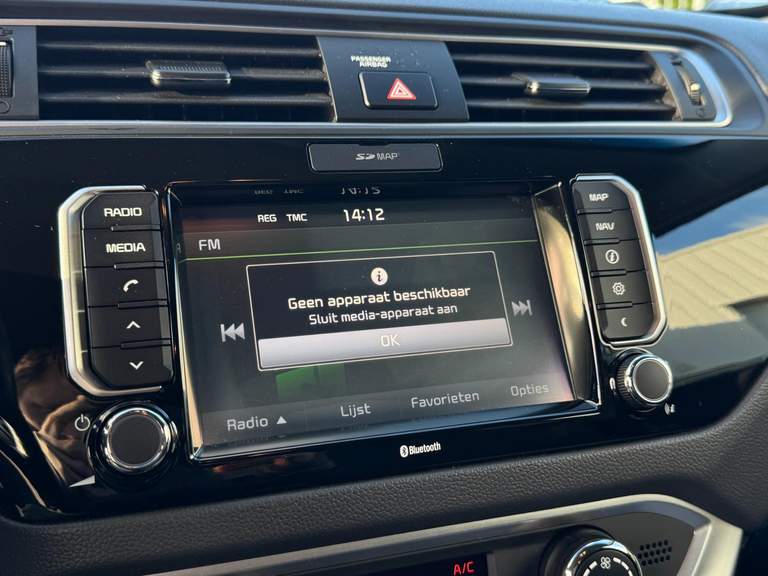 PASSENGER
AIRBAG
SD MAP
RADIO
MEDIA
MAP
NAV
REG TMC 14:12
FM
Geen apparaat beschikbaar
Sluit media-apparaat aan
OK
Radio ▲ Lijst Favorieten Opties
Bluetooth
A/C